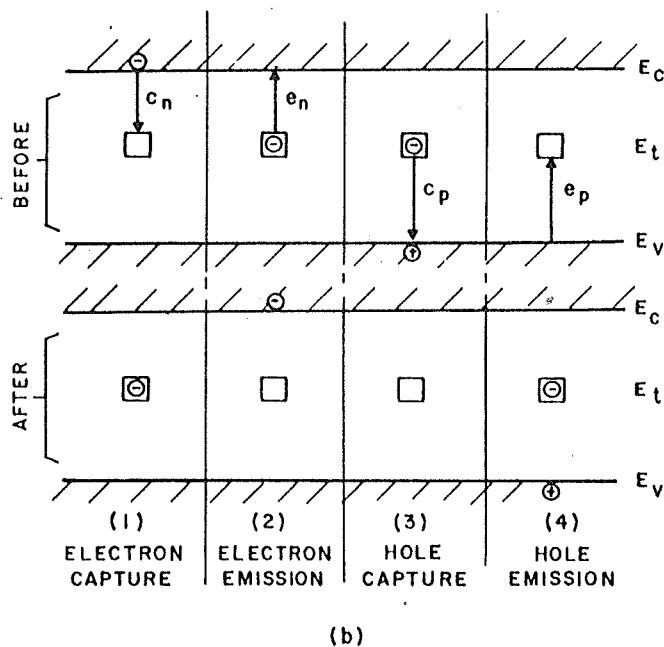 E_c
c_n
e_n
BEFORE
E_t
c_p
e_p
E_v
E_c
AFTER
E_t
E_v
(1) (2) (3) (4)
ELECTRON ELECTRON HOLE HOLE
CAPTURE EMISSION CAPTURE EMISSION
(b)